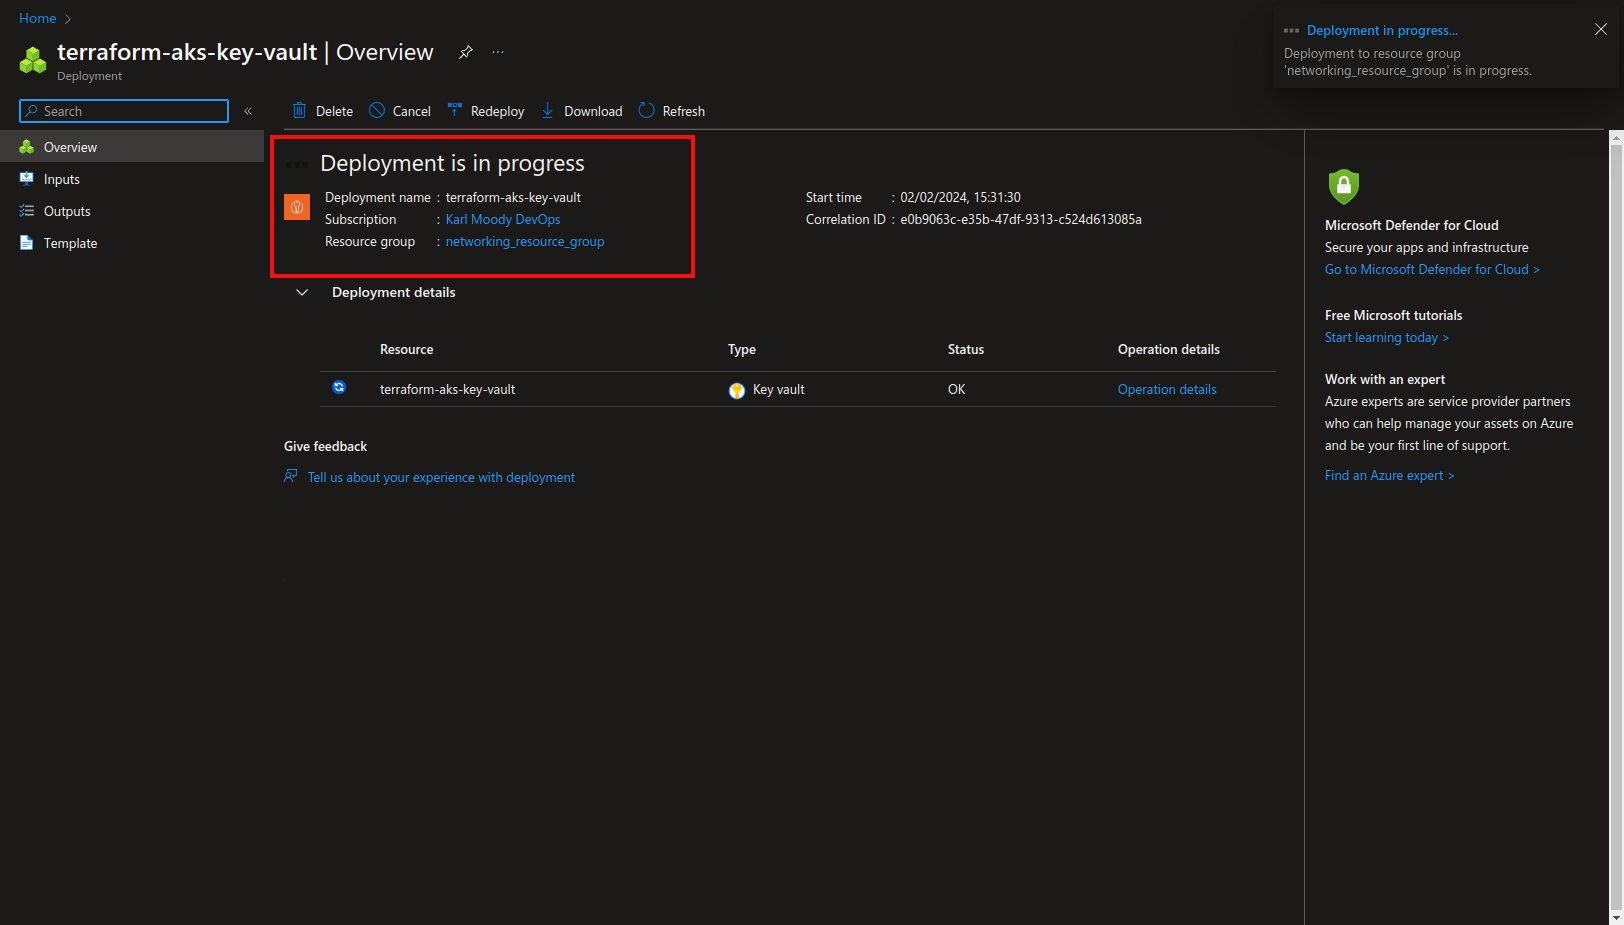 Home >
terraform-aks-key-vault | Overview
Deployment
Deployment in progress...
Deployment to resource group
'networking_resource_group' is in progress.
Search
Delete Cancel Redeploy Download Refresh
Overview
Inputs
Outputs
Template
Deployment is in progress
Deployment name : terraform-aks-key-vault
Subscription : Karl Moody DevOps
Resource group : networking_resource_group
Start time : 02/02/2024, 15:31:30
Correlation ID : e0b9063c-e35b-47df-9313-c524d613085a
Deployment details
Resource Type Status Operation details
terraform-aks-key-vault Key vault OK Operation details
Give feedback
Tell us about your experience with deployment
Microsoft Defender for Cloud
Secure your apps and infrastructure
Go to Microsoft Defender for Cloud >
Free Microsoft tutorials
Start learning today >
Work with an expert
Azure experts are service provider partners
who can help manage your assets on Azure
and be your first line of support.
Find an Azure expert >